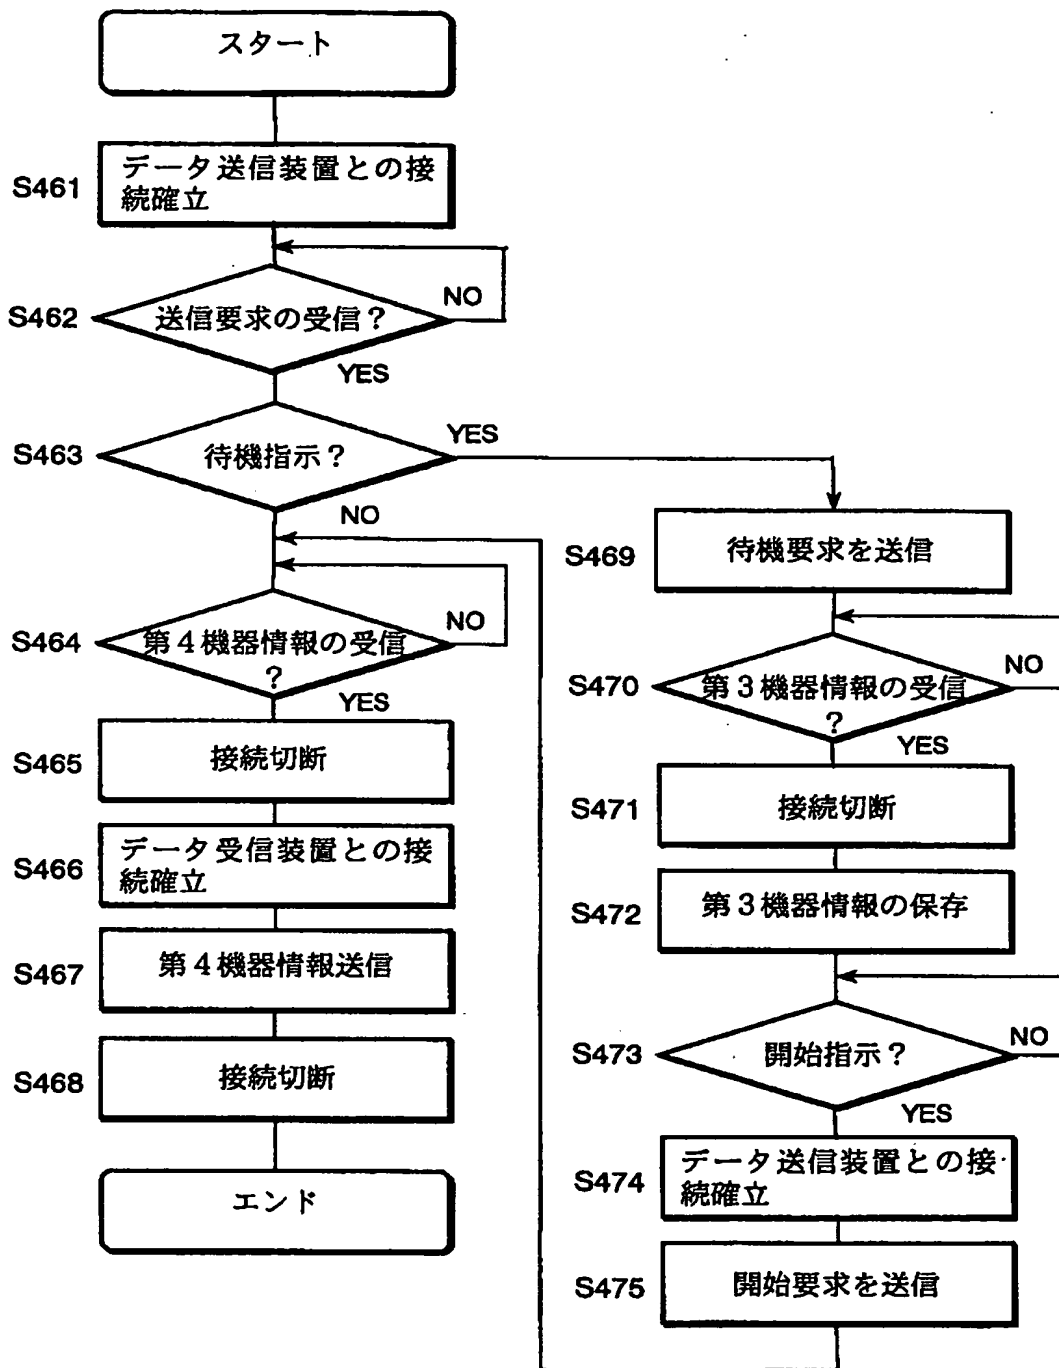 スタート
S461
データ送信装置との接
続確立
S462
送信要求の受信?
NO
YES
S463
待機指示?
YES
NO
S464
第4機器情報の受信
?
NO
YES
S465
接続切断
S466
データ受信装置との接
続確立
S467
第4機器情報送信
S468
接続切断
エンド
S469
待機要求を送信
S470
第3機器情報の受信
?
NO
YES
S471
接続切断
S472
第3機器情報の保存
S473
開始指示?
NO
YES
S474
データ送信装置との接
続確立
S475
開始要求を送信